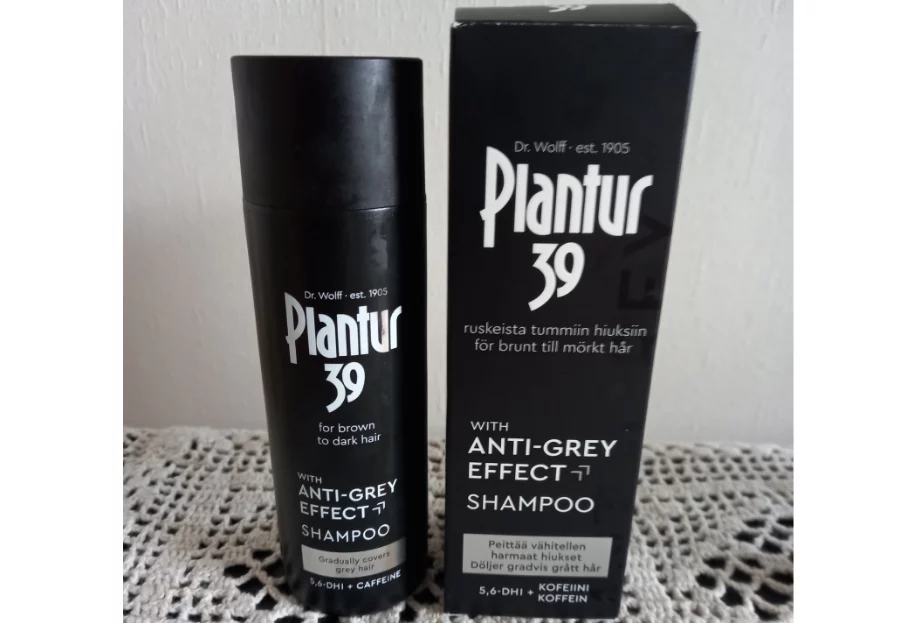 Dr. Wolff · est. 1905
Plantur
39
for brown
to dark hair
WITH
ANTI-GREY
EFFECT
SHAMPOO
Gradually covers
grey hair
5,6-DHI + CAFFEINE
39
Dr. Wolff · est. 1905
Plantur
39
ruskeista tummiin hiuksiin
för brunt till mörkt hår
WITH
ANTI-GREY
EFFECT
SHAMPOO
Peittää vähitellen
harmaat hiukset
Döljer gradvis grått hår
5,6-DHI + KOFEIINI
KOFFEIN